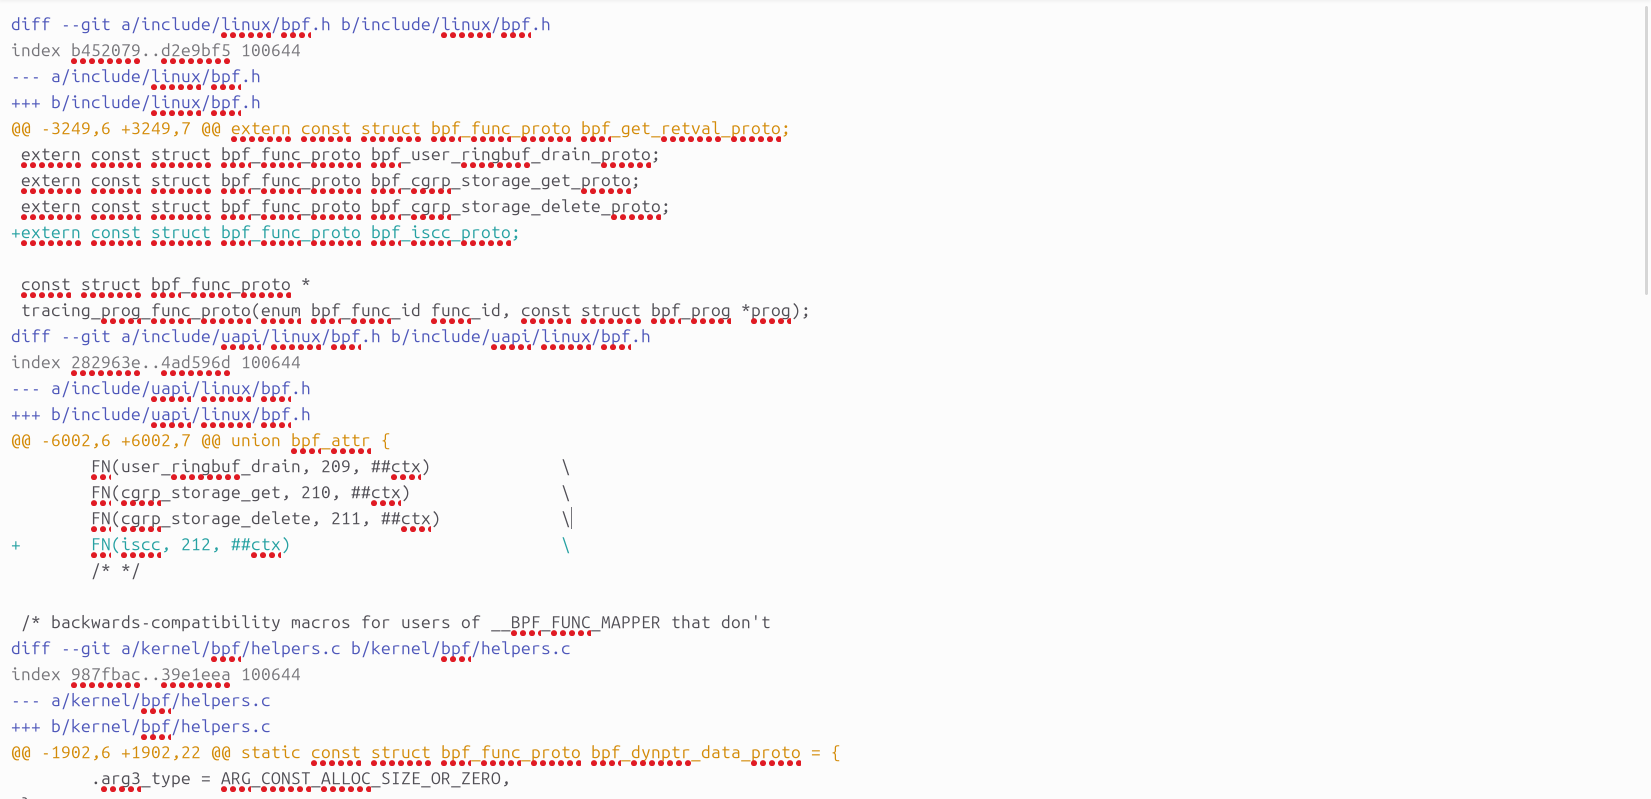 diff --git a/include/linux/bpf.h b/include/linux/bpf.h
index b452079..d2e9bf5 100644
--- a/include/linux/bpf.h
+++ b/include/linux/bpf.h
@@ -3249,6 +3249,7 @@ extern const struct bpf_func_proto bpf_get_retval_proto;
 extern const struct bpf_func_proto bpf_user_ringbuf_drain_proto;
 extern const struct bpf_func_proto bpf_cgrp_storage_get_proto;
 extern const struct bpf_func_proto bpf_cgrp_storage_delete_proto;
+extern const struct bpf_func_proto bpf_iscc_proto;
 const struct bpf_func_proto *
 tracing_prog_func_proto(enum bpf_func_id func_id, const struct bpf_prog *prog);
diff --git a/include/uapi/linux/bpf.h b/include/uapi/linux/bpf.h
index 282963e..4ad596d 100644
--- a/include/uapi/linux/bpf.h
+++ b/include/uapi/linux/bpf.h
@@ -6002,6 +6002,7 @@ union bpf_attr {
        FN(user_ringbuf_drain, 209, ##ctx)             \
        FN(cgrp_storage_get, 210, ##ctx)               \
        FN(cgrp_storage_delete, 211, ##ctx)            \
+       FN(iscc, 212, ##ctx)                           \
        /* */
 /* backwards-compatibility macros for users of __BPF_FUNC_MAPPER that don't
diff --git a/kernel/bpf/helpers.c b/kernel/bpf/helpers.c
index 987fbac..39e1eea 100644
--- a/kernel/bpf/helpers.c
+++ b/kernel/bpf/helpers.c
@@ -1902,6 +1902,22 @@ static const struct bpf_func_proto bpf_dynptr_data_proto = {
        .arg3_type = ARG_CONST_ALLOC_SIZE_OR_ZERO,